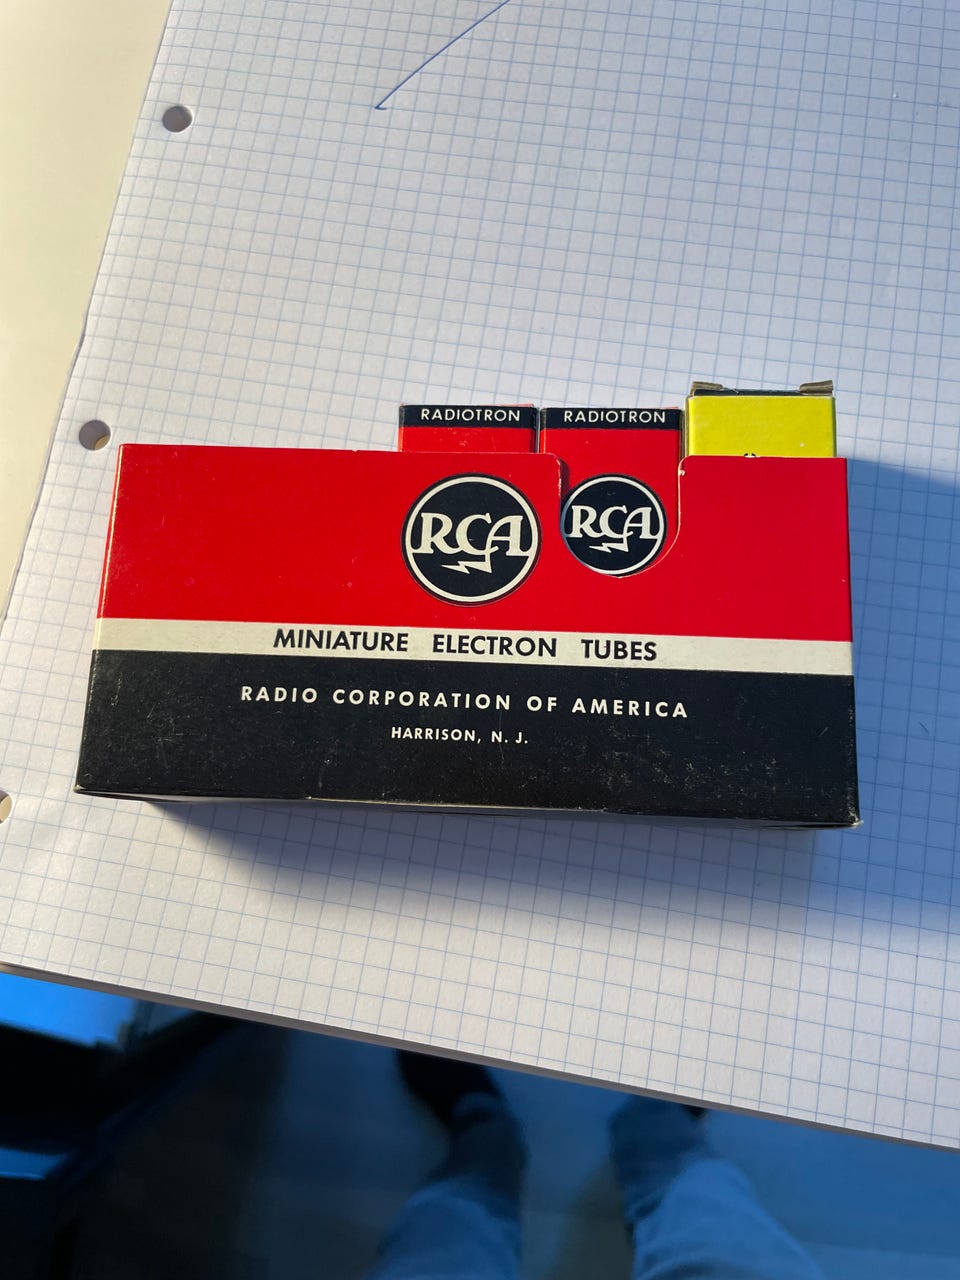 RADIOTRON
RADIOTRON
RCA
RCA
MINIATURE ELECTRON TUBES
RADIO CORPORATION OF AMERICA
HARRISON, N. J.